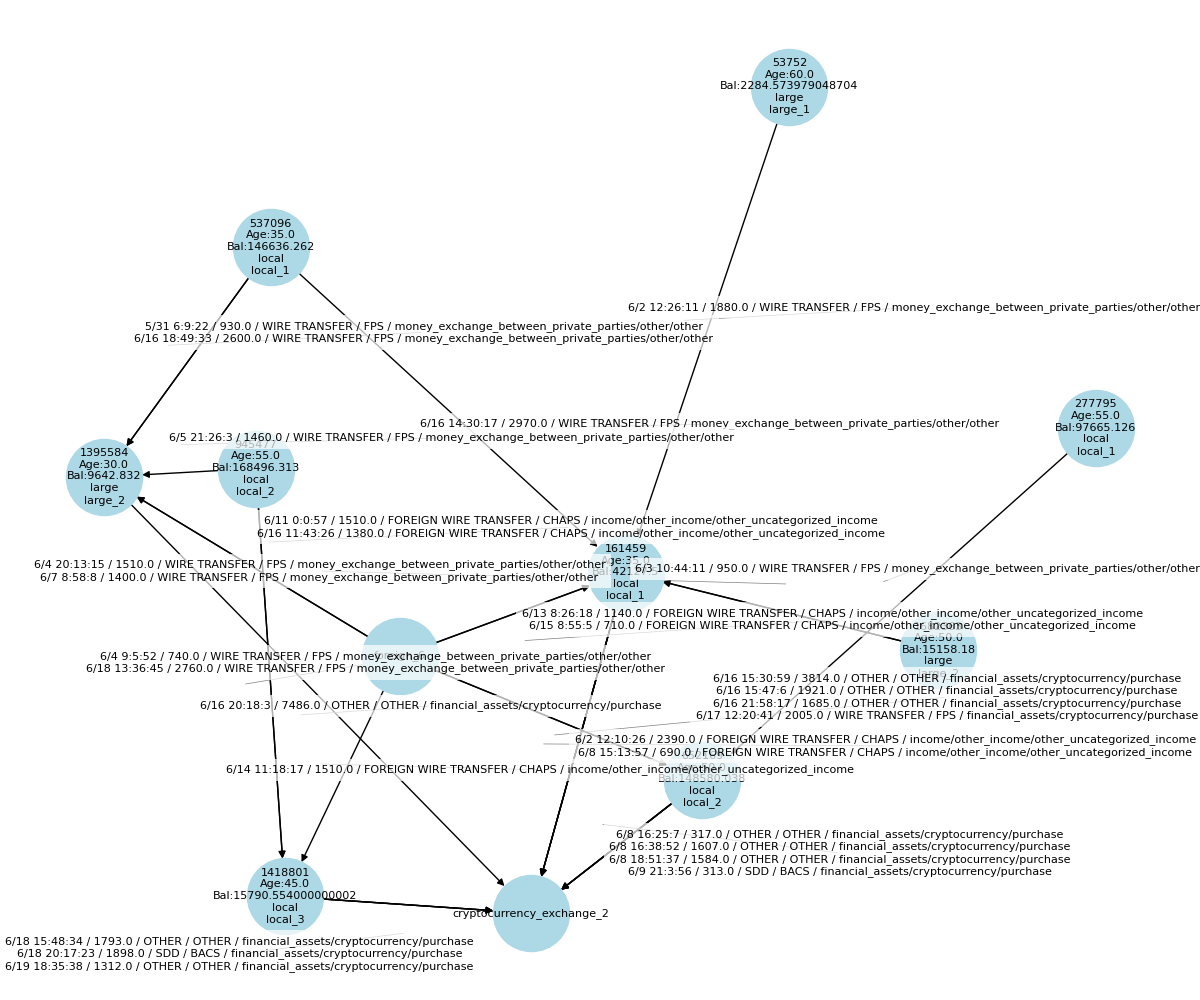 53752
Age:60.0
Bal:2284.573979048704
large
large_1
537096
Age:35.0
Bal:146636.262
local
local_1
6/2 12:26:11 / 1880.0 / WIRE TRANSFER / FPS / money_exchange_between_private_parties/other/other
5/31 6:9:22 / 930.0 / WIRE TRANSFER / FPS / money_exchange_between_private_parties/other/other
6/16 18:49:33 / 2600.0 / WIRE TRANSFER / FPS / money_exchange_between_private_parties/other/other
277795
Age:55.0
Bal:97665.126
local
local_1
6/16 14:30:17 / 2970.0 / WIRE TRANSFER / FPS / money_exchange_between_private_parties/other/other
6/5 21:26:3 / 1460.0 / WIRE TRANSFER / FPS / money_exchange_between_private_parties/other/other
1395584
Age:30.0
Bal:9642.832
large
large_2
945477
Age:55.0
Bal:168496.313
local
local_2
6/11 0:0:57 / 1510.0 / FOREIGN WIRE TRANSFER / CHAPS / income/other_income/other_uncategorized_income
6/16 11:43:26 / 1380.0 / FOREIGN WIRE TRANSFER / CHAPS / income/other_income/other_uncategorized_income
161459
Age:35.0
local
local_1
6/4 20:13:15 / 1510.0 / WIRE TRANSFER / FPS / money_exchange_between_private_parties/other/other
6/7 8:58:8 / 1400.0 / WIRE TRANSFER / FPS / money_exchange_between_private_parties/other/other
6/3 10:44:11 / 950.0 / WIRE TRANSFER / FPS / money_exchange_between_private_parties/other/other
6/13 8:26:18 / 1140.0 / FOREIGN WIRE TRANSFER / CHAPS / income/other_income/other_uncategorized_income
6/15 8:55:5 / 710.0 / FOREIGN WIRE TRANSFER / CHAPS / income/other_income/other_uncategorized_income
Age:50.0
Bal:15158.18
large
large_2
6/4 9:5:52 / 740.0 / WIRE TRANSFER / FPS / money_exchange_between_private_parties/other/other
6/18 13:36:45 / 2760.0 / WIRE TRANSFER / FPS / money_exchange_between_private_parties/other/other
6/16 15:30:59 / 3814.0 / OTHER / OTHER / financial_assets/cryptocurrency/purchase
6/16 15:47:6 / 1921.0 / OTHER / OTHER / financial_assets/cryptocurrency/purchase
6/16 21:58:17 / 1685.0 / OTHER / OTHER / financial_assets/cryptocurrency/purchase
6/17 12:20:41 / 2005.0 / WIRE TRANSFER / FPS / financial_assets/cryptocurrency/purchase
6/16 20:18:3 / 7486.0 / OTHER / OTHER / financial_assets/cryptocurrency/purchase
6/2 12:10:26 / 2390.0 / FOREIGN WIRE TRANSFER / CHAPS / income/other_income/other_uncategorized_income
6/8 15:13:57 / 690.0 / FOREIGN WIRE TRANSFER / CHAPS / income/other_income/other_uncategorized_income
6/14 11:18:17 / 1510.0 / FOREIGN WIRE TRANSFER / CHAPS / income/other_income/other_uncategorized_income
Bal:148580.038
local
local_2
6/8 16:25:7 / 317.0 / OTHER / OTHER / financial_assets/cryptocurrency/purchase
6/8 16:38:52 / 1607.0 / OTHER / OTHER / financial_assets/cryptocurrency/purchase
6/8 18:51:37 / 1584.0 / OTHER / OTHER / financial_assets/cryptocurrency/purchase
6/9 21:3:56 / 313.0 / SDD / BACS / financial_assets/cryptocurrency/purchase
1418801
Age:45.0
Bal:15790.554000000002
local
local_3
cryptocurrency_exchange_2
6/18 15:48:34 / 1793.0 / OTHER / OTHER / financial_assets/cryptocurrency/purchase
6/18 20:17:23 / 1898.0 / SDD / BACS / financial_assets/cryptocurrency/purchase
6/19 18:35:38 / 1312.0 / OTHER / OTHER / financial_assets/cryptocurrency/purchase